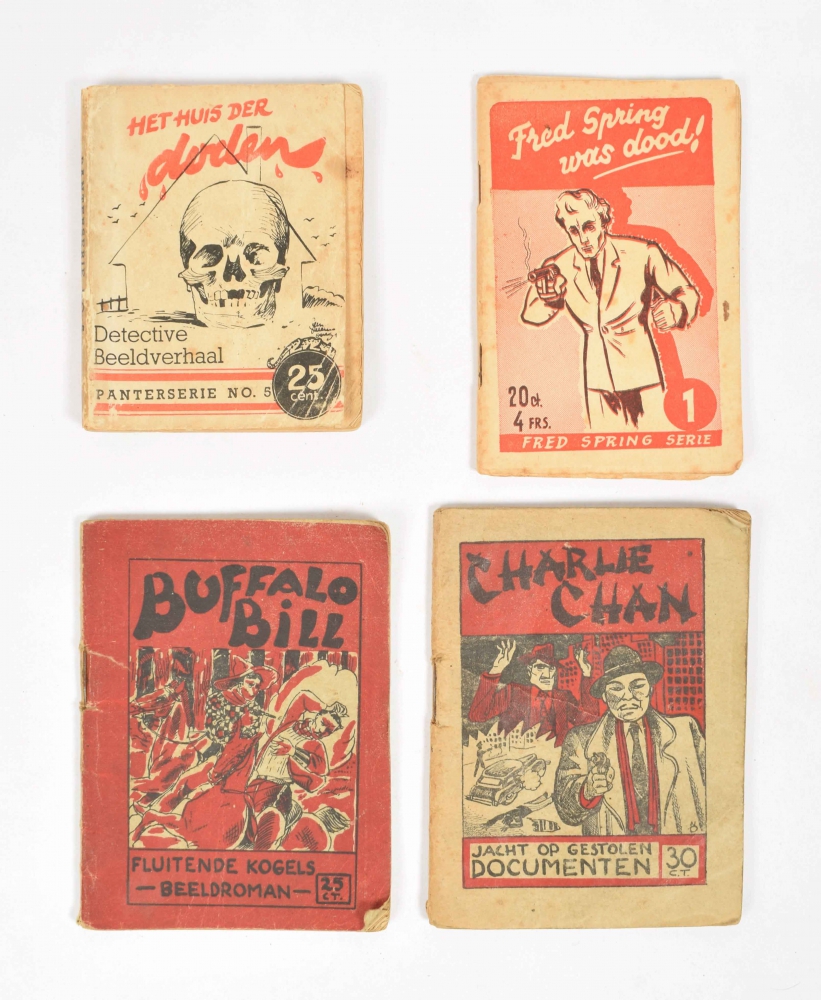 HET HUIS DER
doden
Detective
Beeldverhaal
PANTERSERIE NO. 5
25
cent.
Fred Spring
was dood!
20 ct.
4 FRS.
1
FRED SPRING SERIE
BUFFALO
BILL
FLUITENDE KOGELS
— BEELDROMAN —
25
CT.
CHARLIE
CHAN
JACHT OP GESTOLEN
DOCUMENTEN
30
C.T.